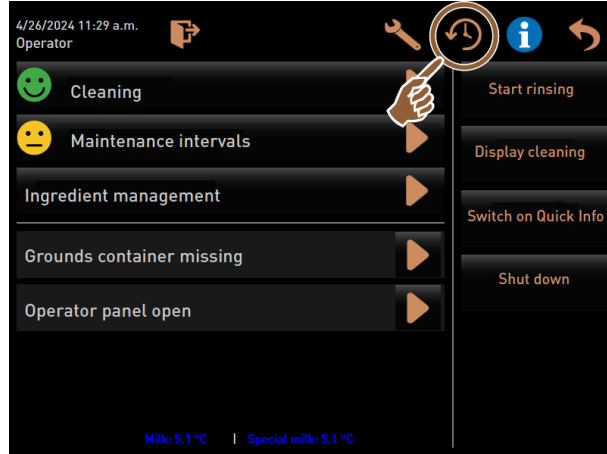 4/26/2024 11:29 a.m.
Operator
Cleaning
Maintenance intervals
Ingredient management
Grounds container missing
Operator panel open
Start rinsing
Display cleaning
Switch on Quick Info
Shut down
Milk: 5.1 °C | Special milk: 5.1 °C